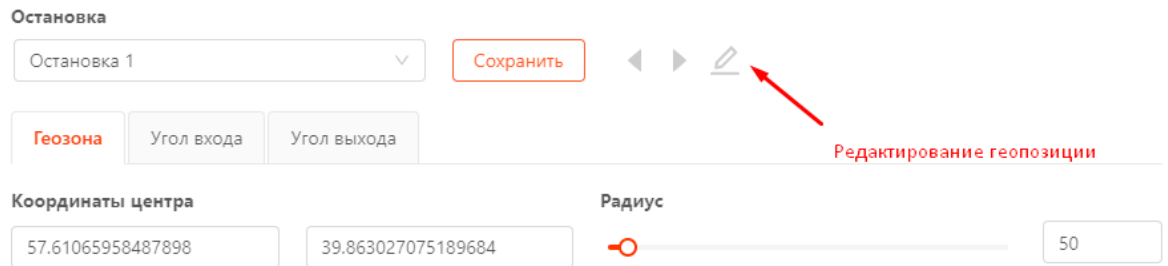 Остановка
Остановка 1
Сохранить
Редактирование геопозиции
Геозона Угол входа Угол выхода
Координаты центра Радиус
57.61065958487898 39.863027075189684 50